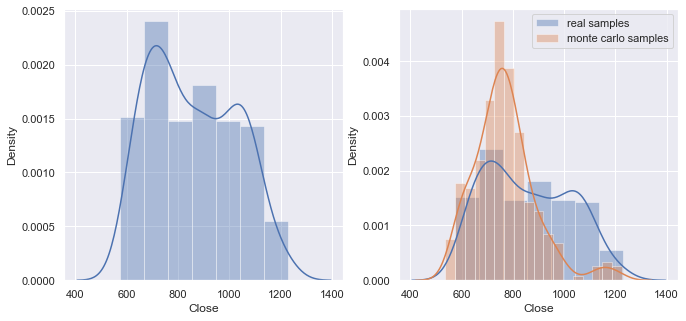 0.0025
0.0020
0.0015
0.0010
0.0005
0.0000
Density
400 600 800 1000 1200 1400
Close
real samples
monte carlo samples
0.004
0.003
0.002
0.001
0.000
Density
400 600 800 1000 1200 1400
Close